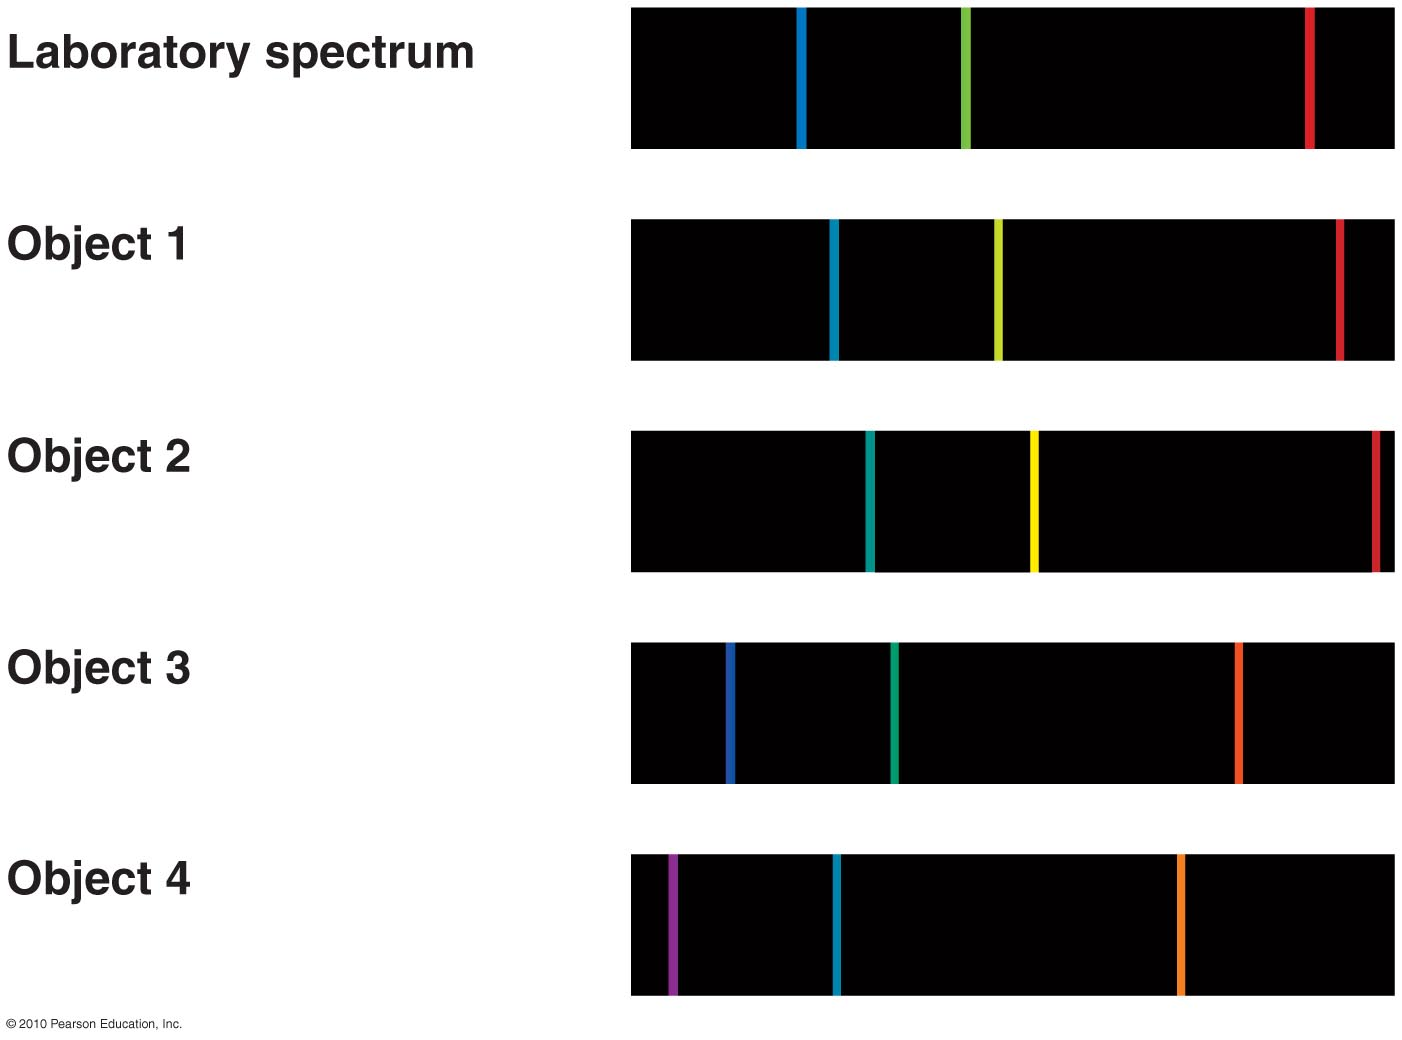 Laboratory spectrum
Object 1
Object 2
Object 3
Object 4
© 2010 Pearson Education, Inc.